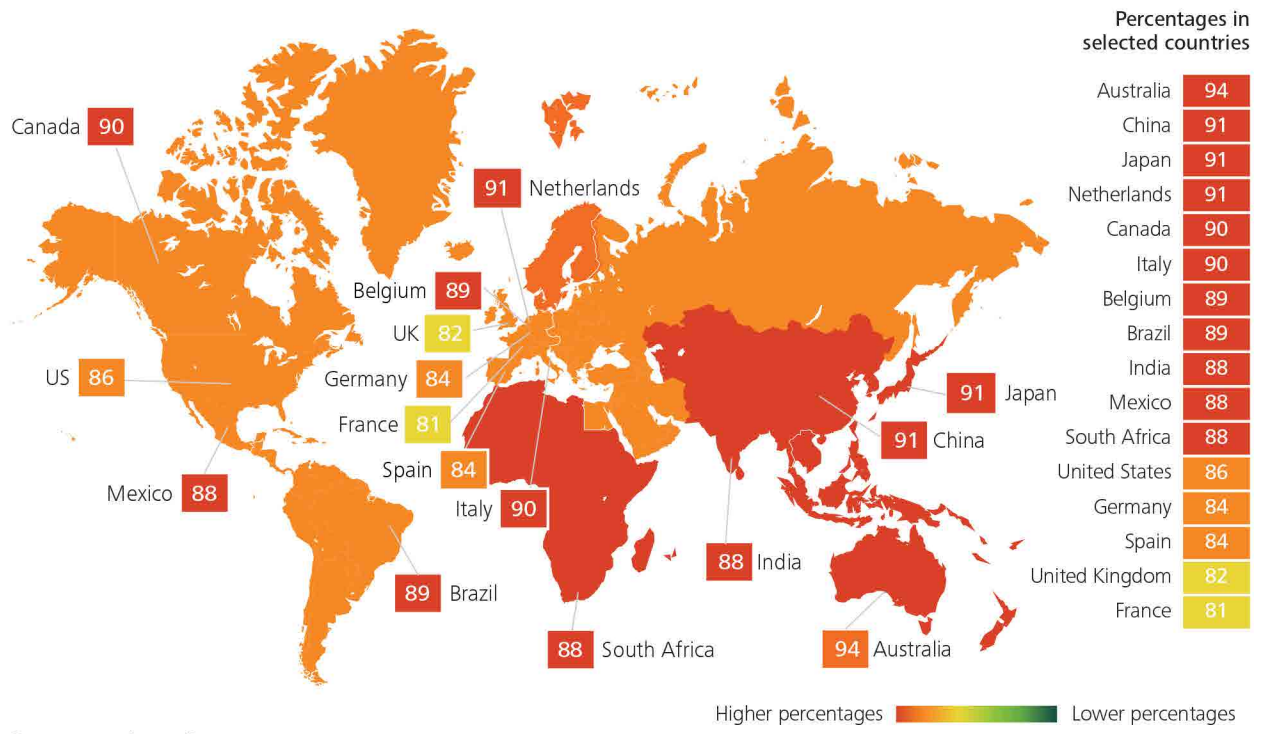 Percentages in
selected countries
Australia 94
China 91
Japan 91
Netherlands 91
Canada 90
Italy 90
Belgium 89
Brazil 89
India 88
Mexico 88
South Africa 88
United States 86
Germany 84
Spain 84
United Kingdom 82
France 81
Canada 90
91 Netherlands
Belgium 89
UK 82
US 86
Germany 84
91 Japan
France 81
91 China
Spain 84
Mexico 88
Italy 90
88 India
89 Brazil
88 South Africa
94 Australia
Higher percentages
Lower percentages